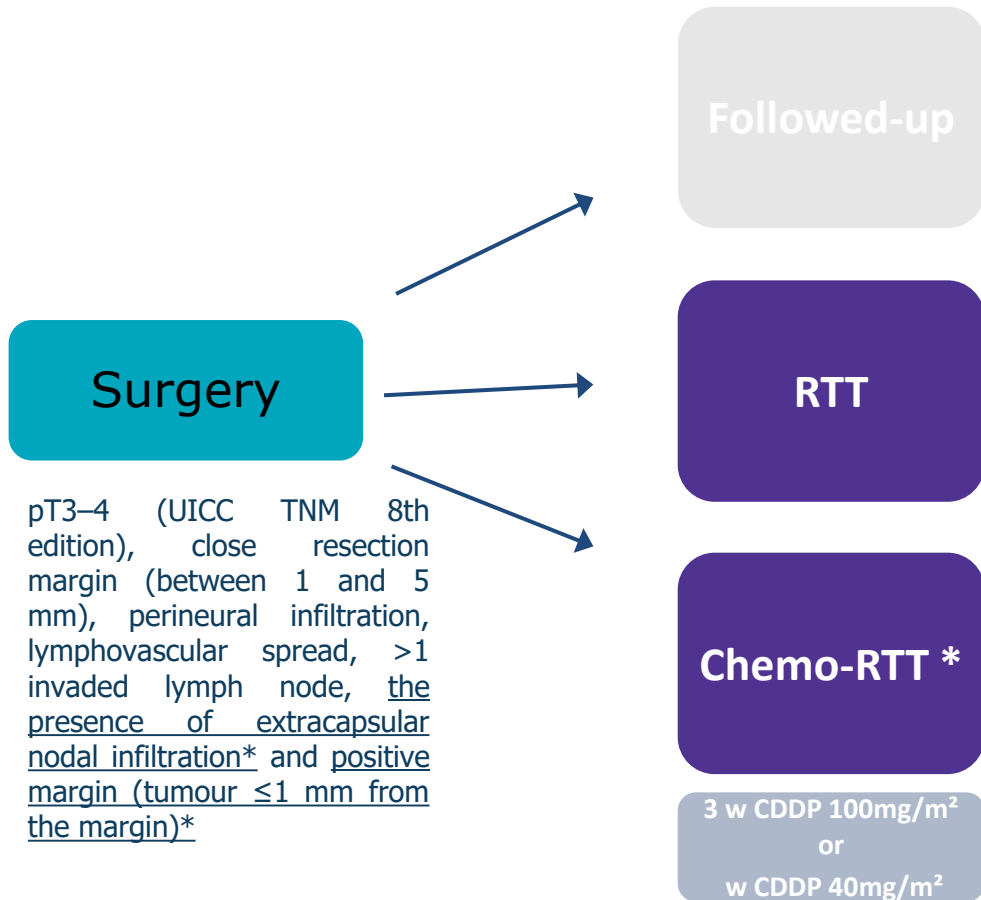 Followed-up
Surgery
RTT
pT3–4 (UICC TNM 8th
edition), close resection
margin (between 1 and 5
mm), perineural infiltration,
lymphovascular spread, >1
invaded lymph node, the
presence of extracapsular
nodal infiltration* and positive
margin (tumour ≤1 mm from
the margin)*
Chemo-RTT *
3 w CDDP 100mg/m²
or
w CDDP 40mg/m²